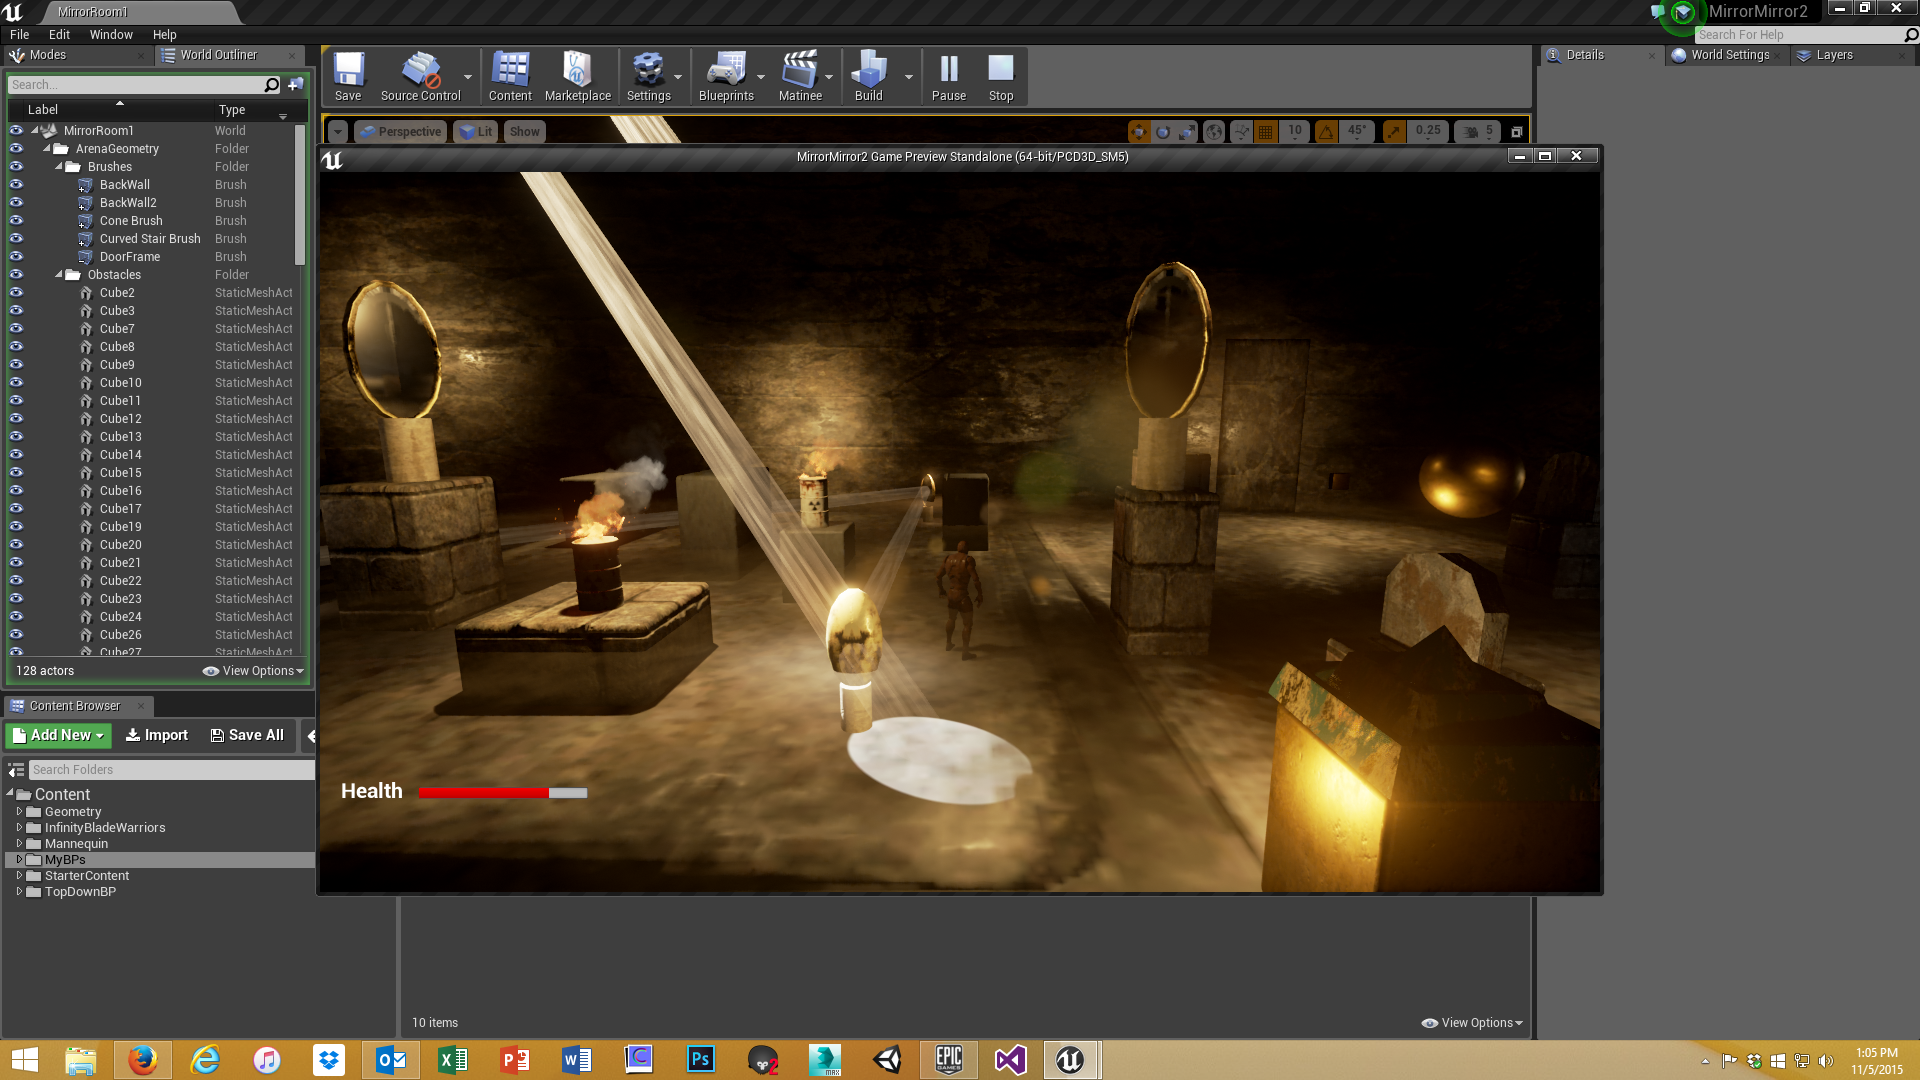 MirrorRoom1
MirrorMirror2
File Edit Window Help
Search For Help
Modes
World Outliner
Search...
Label Type
MirrorRoom1 World
ArenaGeometry Folder
Brushes Folder
BackWall Brush
BackWall2 Brush
Cone Brush Brush
Curved Stair Brush Brush
DoorFrame Brush
Obstacles Folder
Cube2 StaticMeshAct
Cube3 StaticMeshAct
Cube7 StaticMeshAct
Cube8 StaticMeshAct
Cube9 StaticMeshAct
Cube10 StaticMeshAct
Cube11 StaticMeshAct
Cube12 StaticMeshAct
Cube13 StaticMeshAct
Cube14 StaticMeshAct
Cube15 StaticMeshAct
Cube16 StaticMeshAct
Cube17 StaticMeshAct
Cube19 StaticMeshAct
Cube20 StaticMeshAct
Cube21 StaticMeshAct
Cube22 StaticMeshAct
Cube23 StaticMeshAct
Cube24 StaticMeshAct
Cube26 StaticMeshAct
Cube27 StaticMeshAct
128 actors
View Options
Save Source Control Content Marketplace Settings Blueprints Matinee Build Pause Stop
Perspective Lit Show
10 45° 0.25 5
MirrorMirror2 Game Preview Standalone (64-bit/PCD3D_SM5)
Health
Details
World Settings
Layers
Content Browser
Add New Import Save All
Search Folders
Content
Geometry
InfinityBladeWarriors
Mannequin
MyBPs
StarterContent
TopDownBP
10 items
View Options
EPIC
GAMES
Ps
2
MAX
1:05 PM
11/5/2015